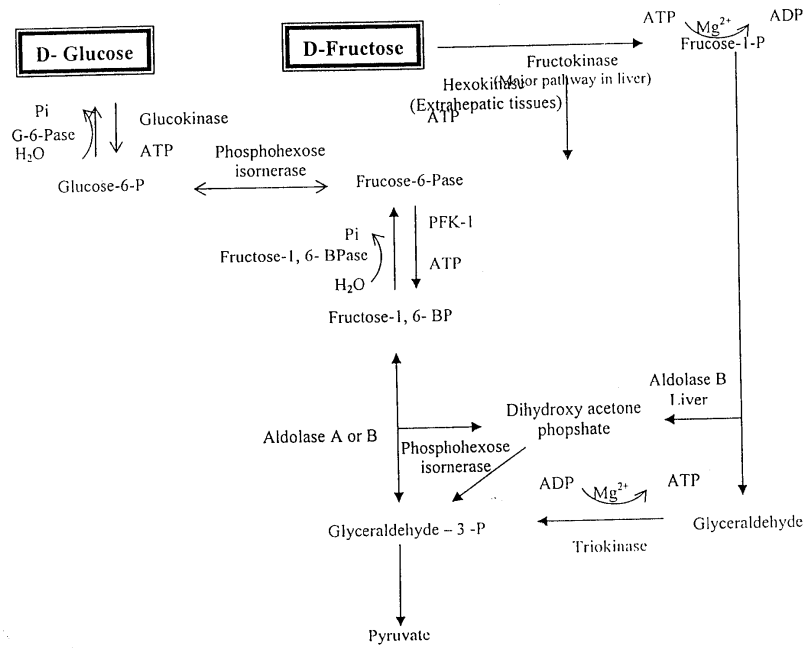 D- Glucose
D-Fructose
ATP
Mg2+
ADP
Frucose-1-P
Fructokinase
(Major pathway in liver)
Hexokinase
(Extrahepatic tissues)
ATP
Pi
G-6-Pase
H2O
Glucokinase
ATP
Glucose-6-P
Phosphohexose
isornerase
Frucose-6-Pase
Pi
Fructose-1, 6- BPase
H2O
PFK-1
ATP
Fructose-1, 6- BP
Aldolase A or B
Phosphohexose
isornerase
Dihydroxy acetone
phopshate
Aldolase B
Liver
ADP
Mg2+
ATP
Glyceraldehyde – 3 -P
Triokinase
Glyceraldehyde
Pyruvate